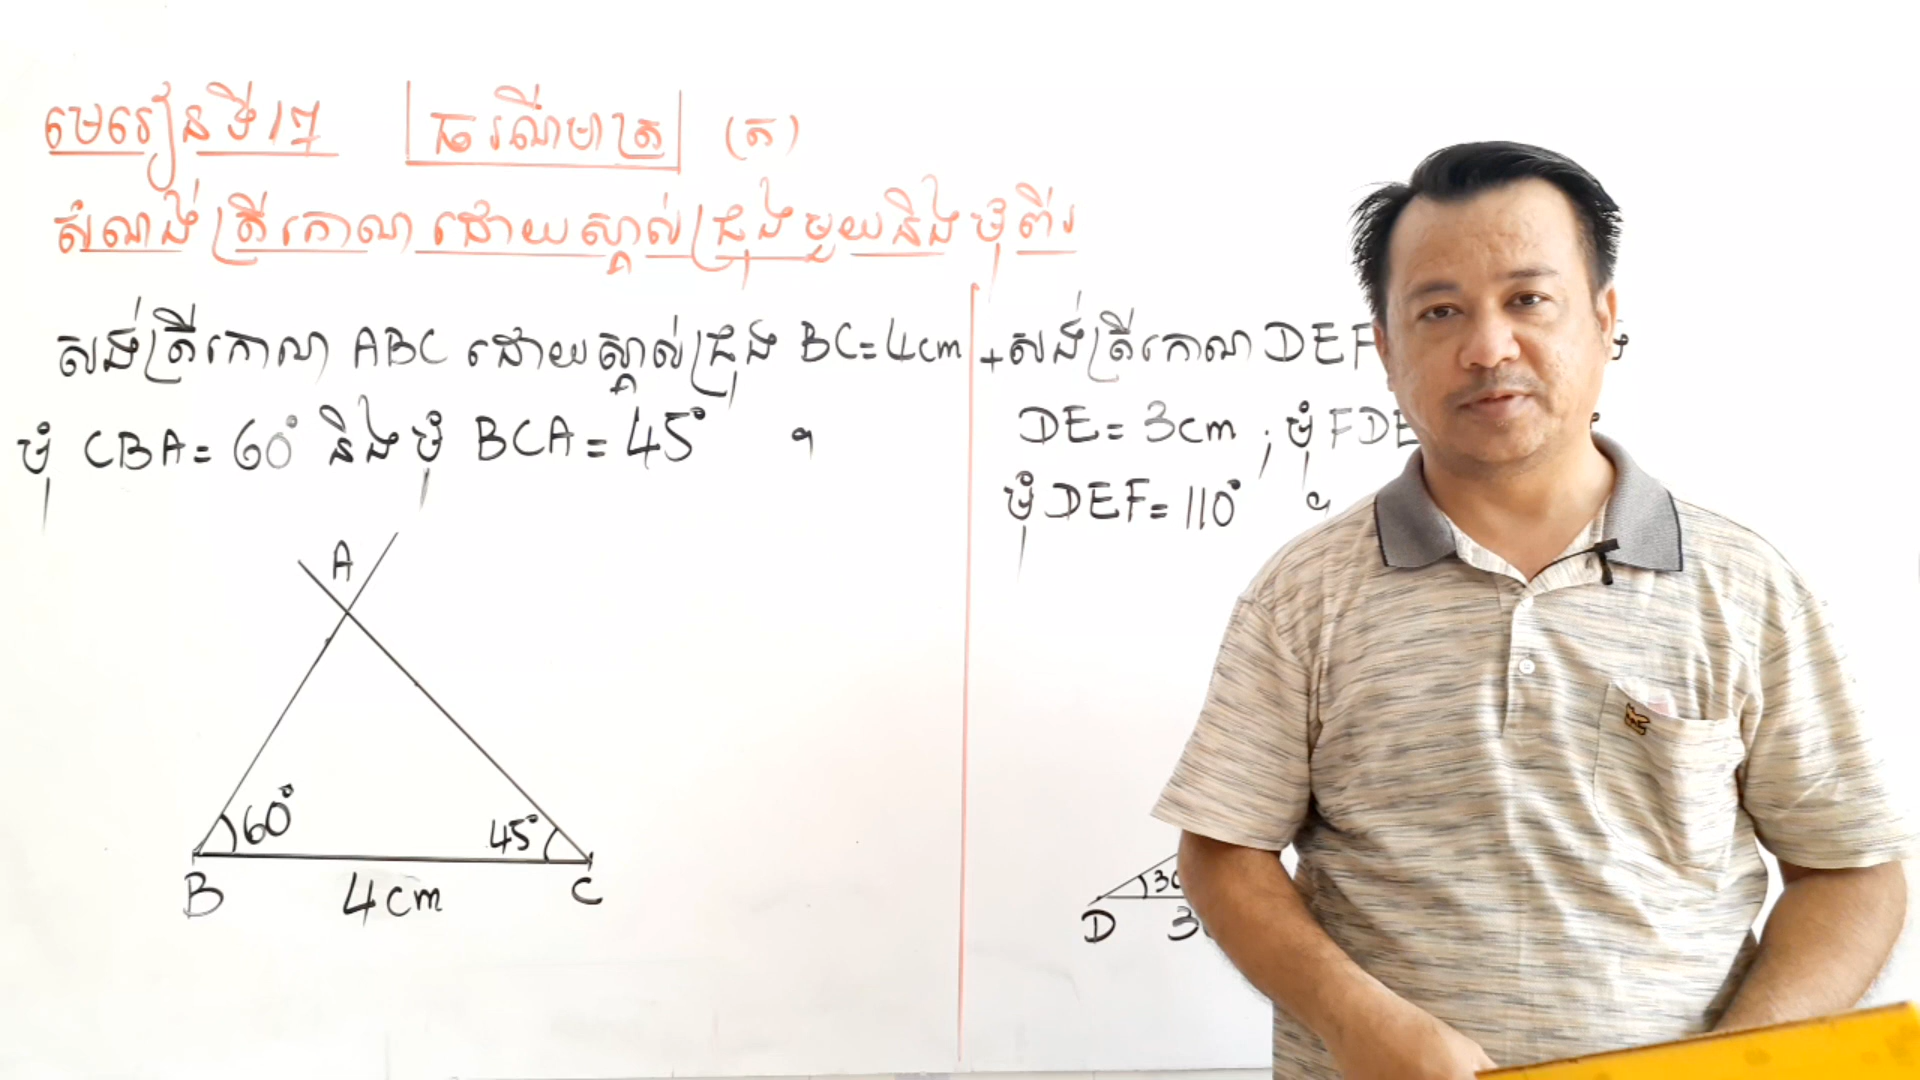 មេរៀនទី១៧ ធរណីមាត្រ (ត)
សំណង់ត្រីកោណ ដោយស្គាល់ជ្រុងមួយនិងមុំពីរ
សង់ត្រីកោណ ABC ដោយស្គាល់ជ្រុង BC=4cm
មុំ CBA=60° និងមុំ BCA=45° ។
A
60°
45°
B
4cm
C
+សង់ត្រីកោណ DEF
DE=3cm ; មុំ FDE
មុំ DEF=110° ។
D